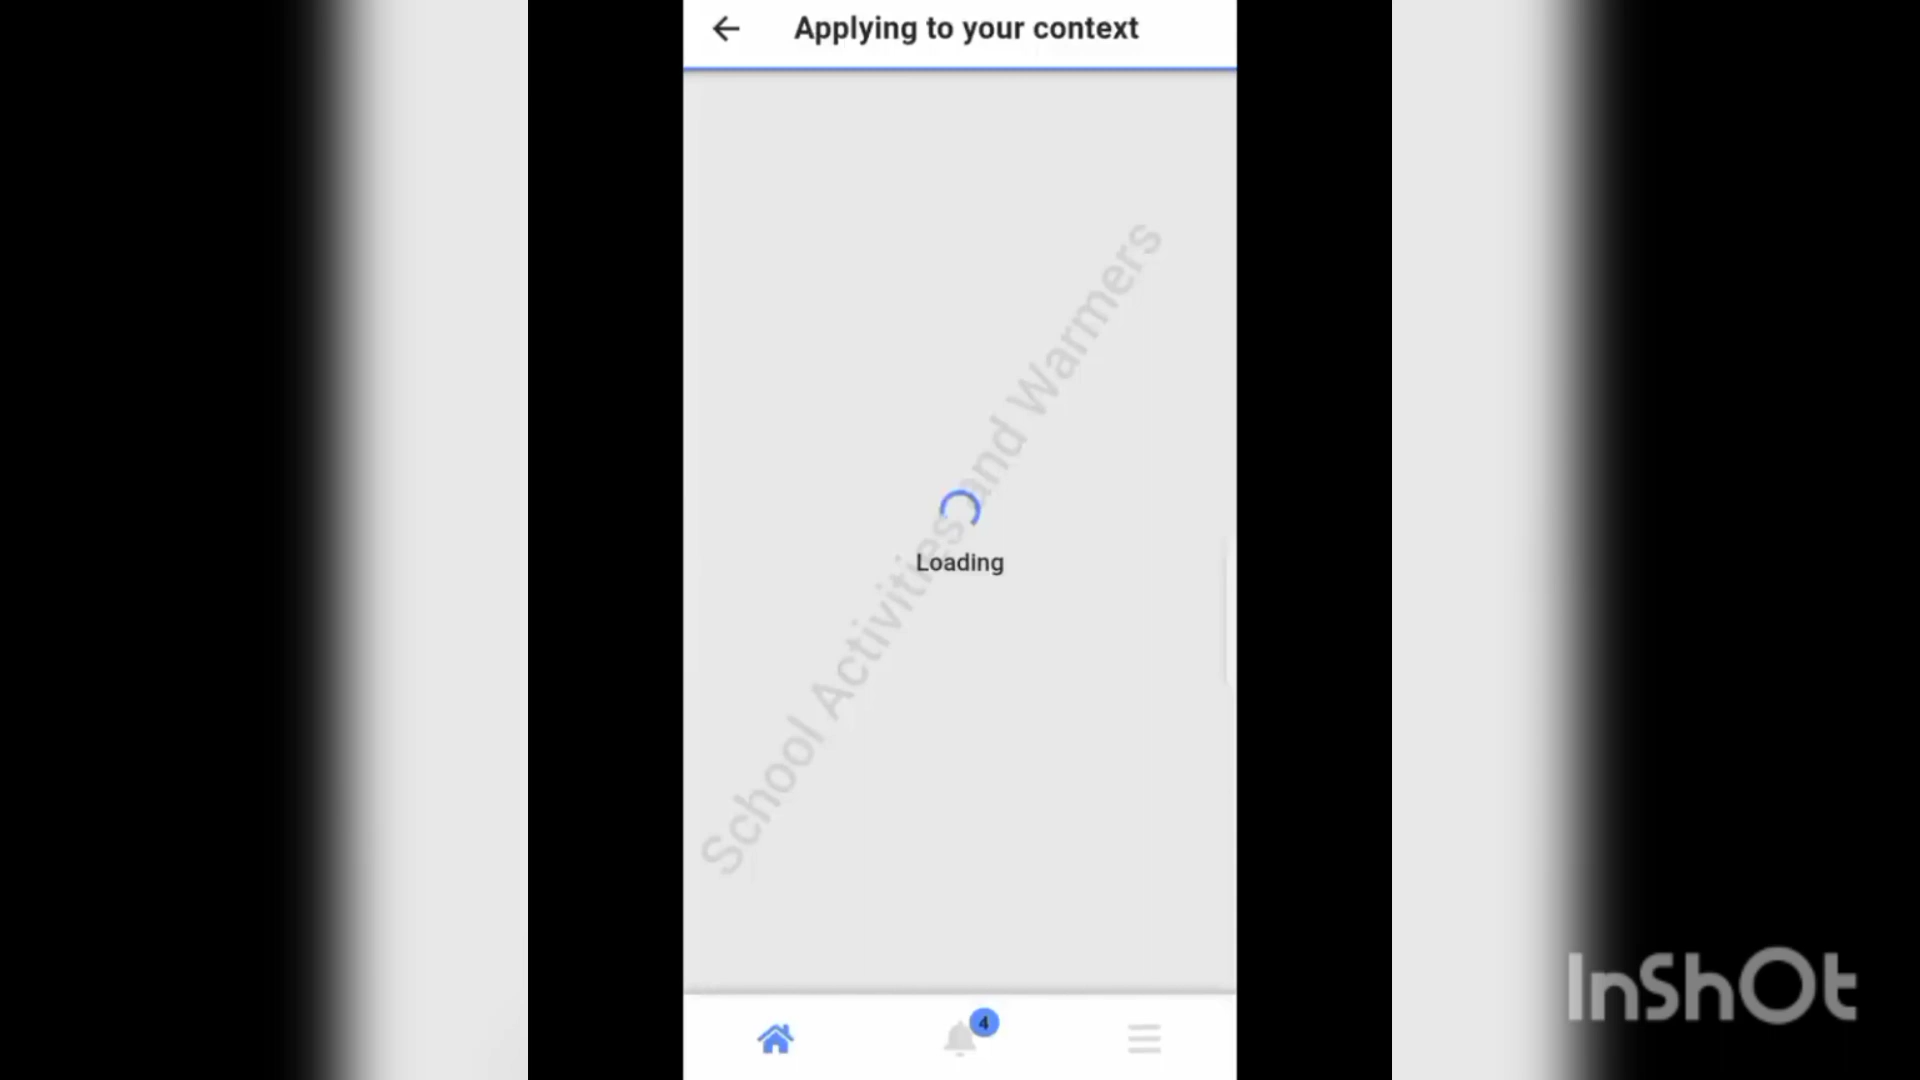 Applying to your context
School Activities and Warmers
Loading
4
InShOt